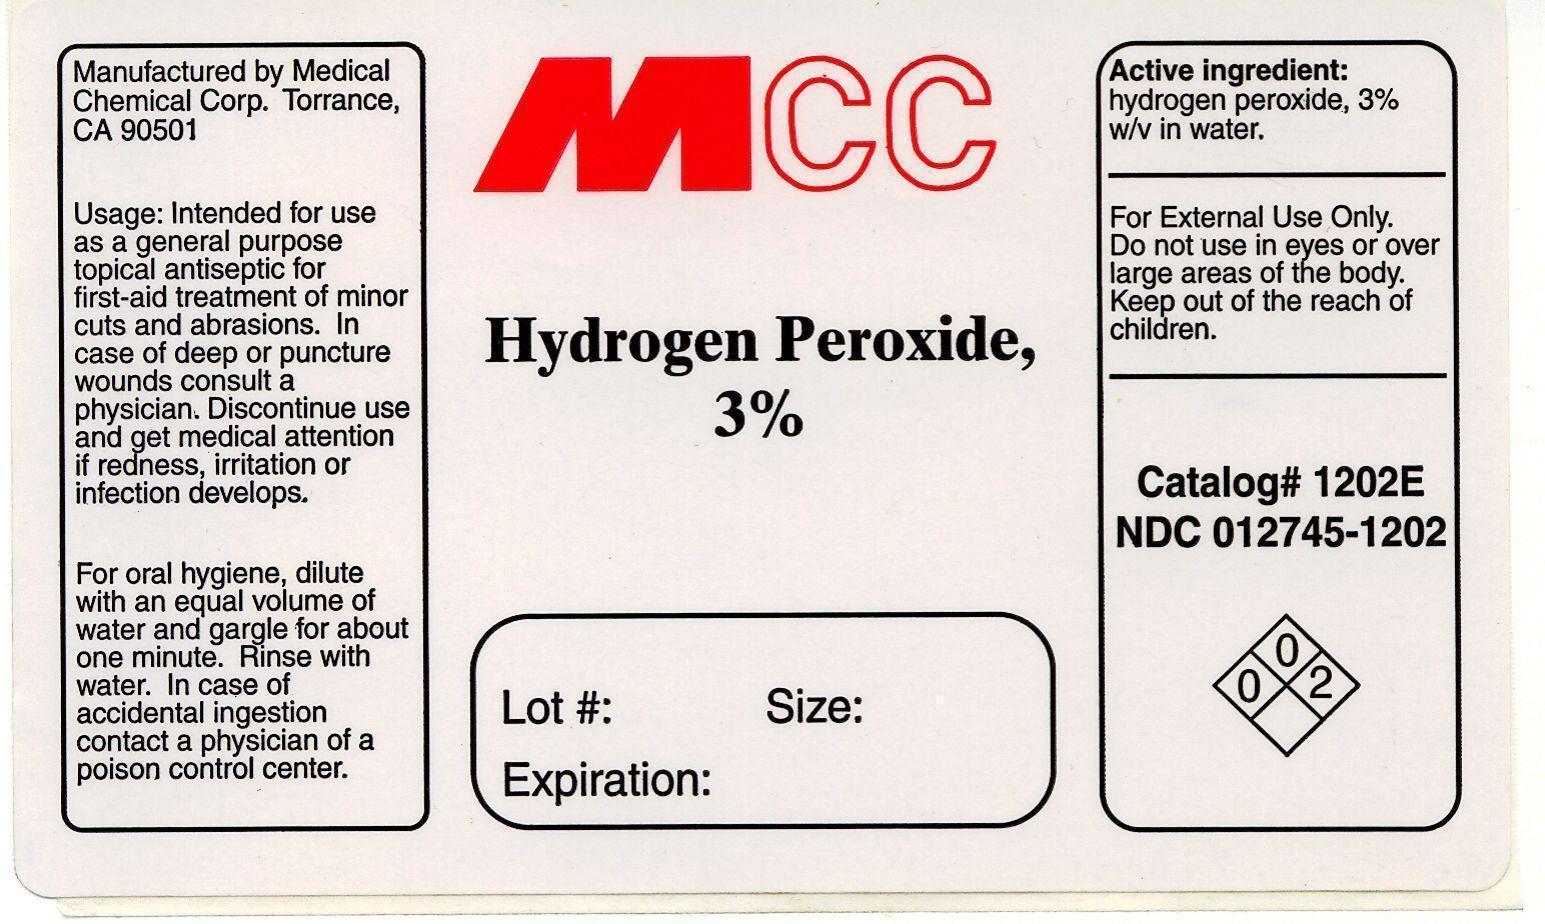 Manufactured by Medical
Chemical Corp.  Torrance,
CA 90501
Usage: Intended for use
as a general purpose
topical antiseptic for
first-aid treatment of minor
cuts and abrasions.  In
case of deep or puncture
wounds consult a
physician. Discontinue use
and get medical attention
if redness, irritation or
infection develops.
For oral hygiene, dilute
with an equal volume of
water and gargle for about
one minute.  Rinse with
water.  In case of
accidental ingestion
contact a physician of a
poison control center.
MCC
Hydrogen Peroxide,
3%
Lot #: Size:
Expiration:
Active ingredient:
hydrogen peroxide, 3%
w/v in water.
For External Use Only.
Do not use in eyes or over
large areas of the body.
Keep out of the reach of
children.
Catalog# 1202E
NDC 012745-1202
0
0 2